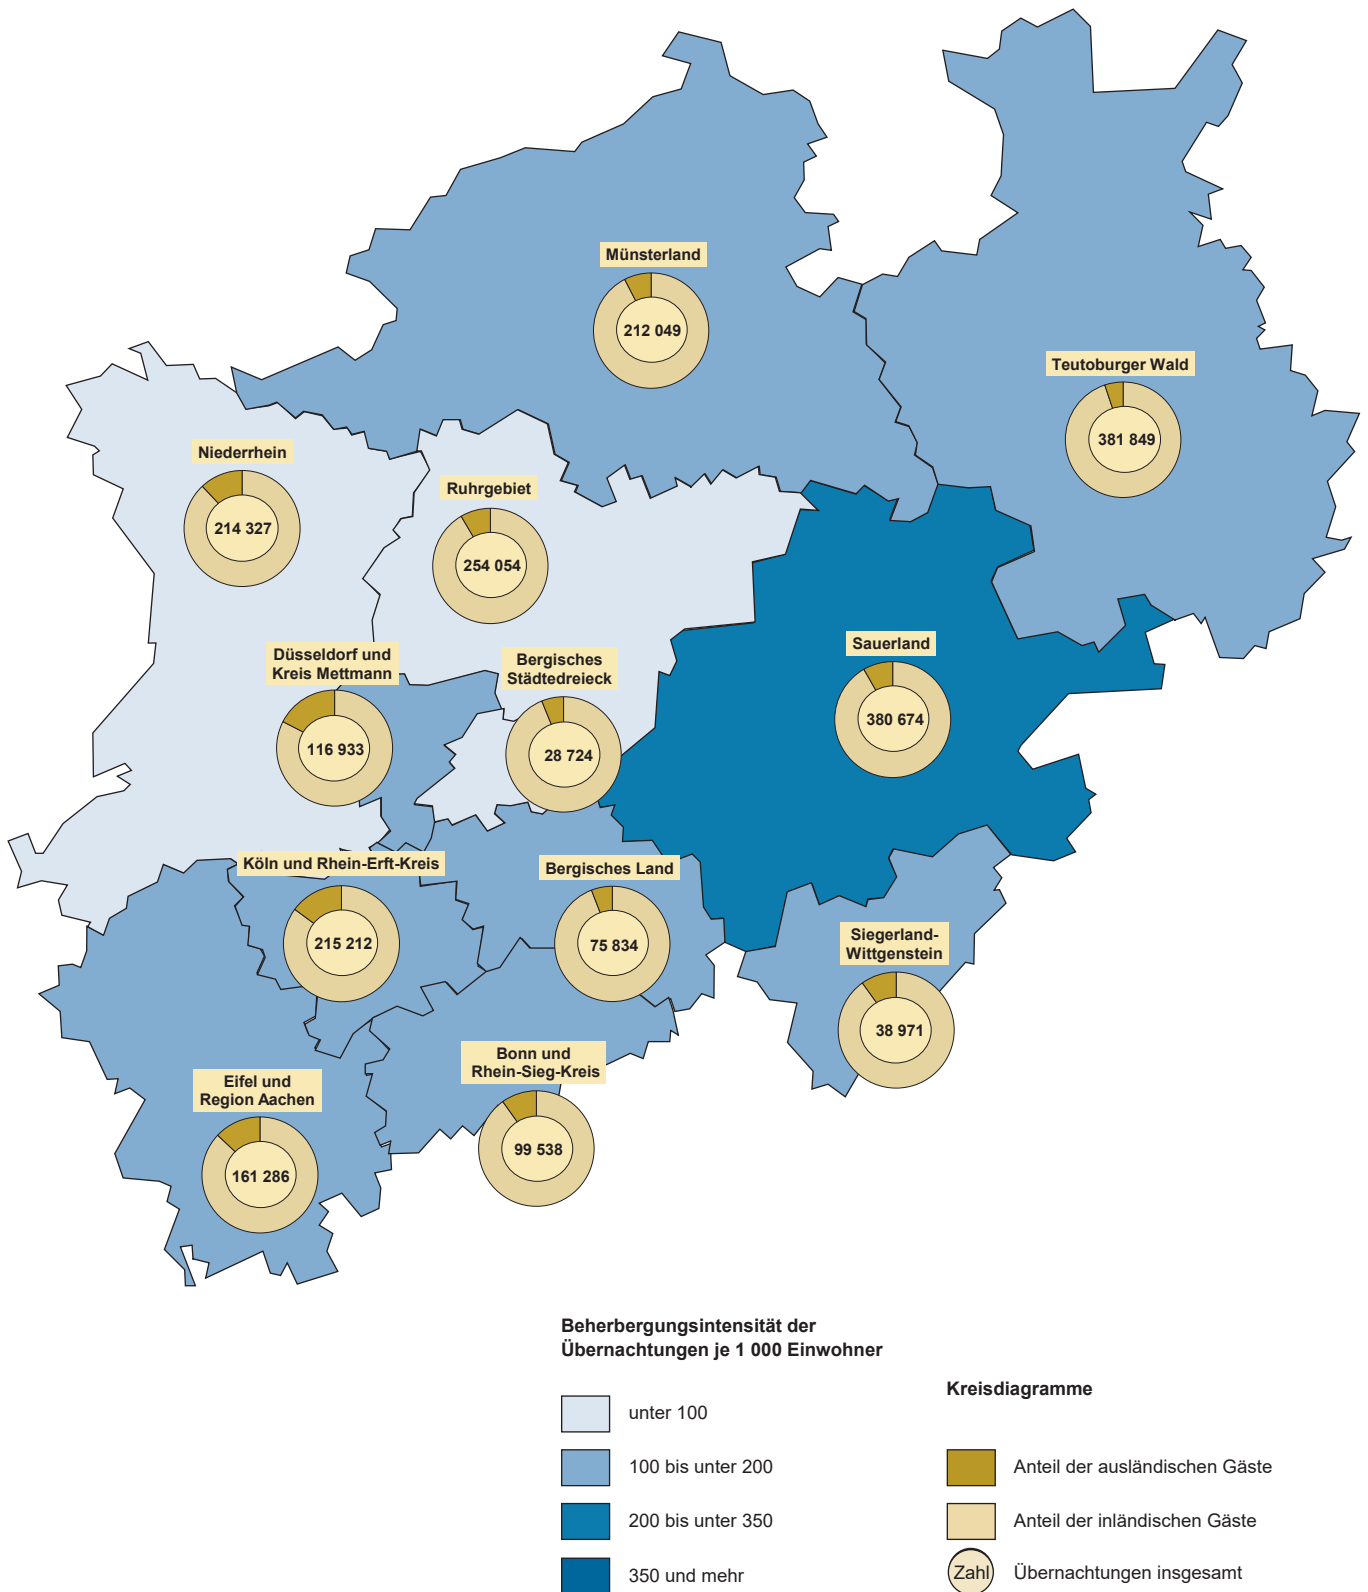 Münsterland
212 049
Teutoburger Wald
381 849
Niederrhein
214 327
Ruhrgebiet
254 054
Düsseldorf und
Kreis Mettmann
116 933
Bergisches
Städtedreieck
28 724
Sauerland
380 674
Köln und Rhein-Erft-Kreis
215 212
Bergisches Land
75 834
Siegerland-
Wittgenstein
38 971
Bonn und
Rhein-Sieg-Kreis
99 538
Eifel und
Region Aachen
161 286
Beherbergungsintensität der
Übernachtungen je 1 000 Einwohner
unter 100
100 bis unter 200
200 bis unter 350
350 und mehr
Kreisdiagramme
Anteil der ausländischen Gäste
Anteil der inländischen Gäste
Zahl Übernachtungen insgesamt